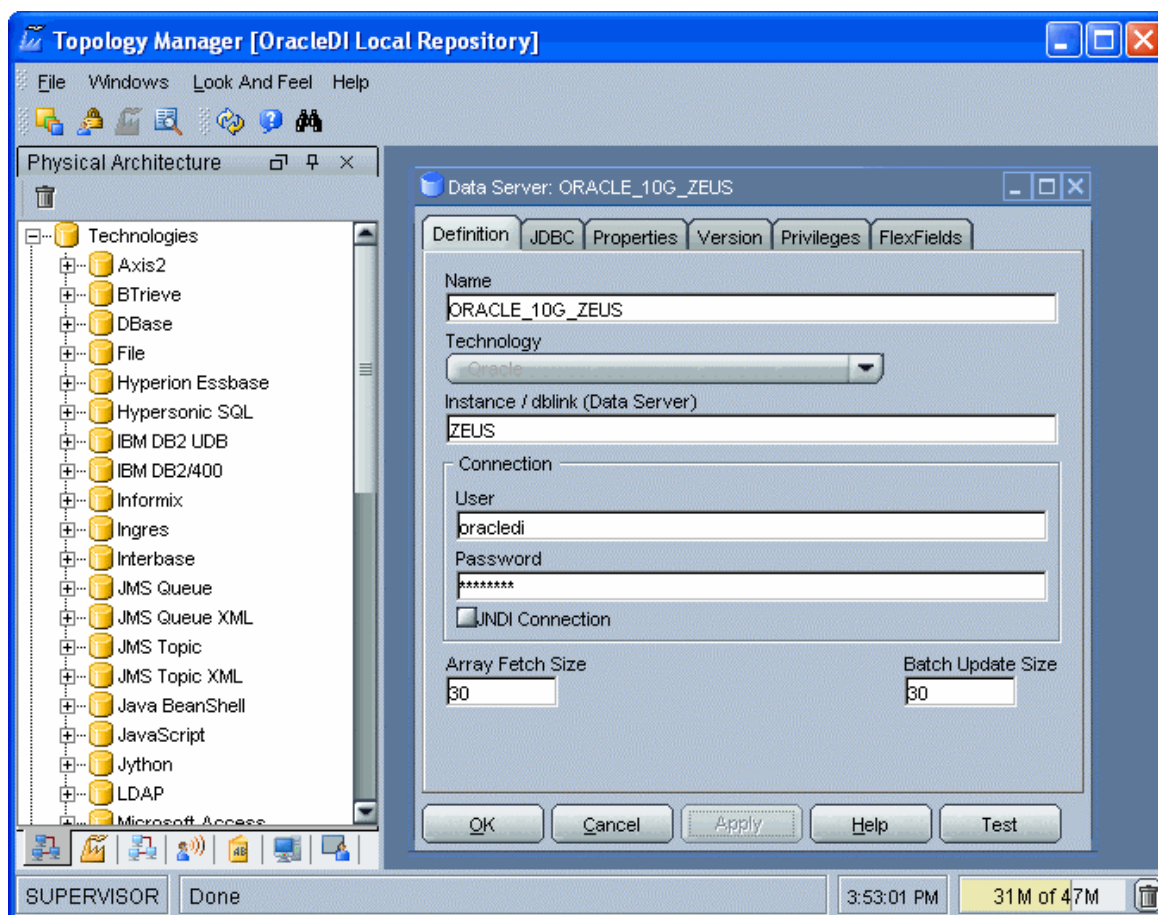 Topology Manager [OracleDI Local Repository]
File Windows Look And Feel Help
Physical Architecture
Technologies
Axis2
BTrieve
DBase
File
Hyperion Essbase
Hypersonic SQL
IBM DB2 UDB
IBM DB2/400
Informix
Ingres
Interbase
JMS Queue
JMS Queue XML
JMS Topic
JMS Topic XML
Java BeanShell
JavaScript
Jython
LDAP
Microsoft Access
Data Server: ORACLE_10G_ZEUS
Definition JDBC Properties Version Privileges FlexFields
Name
ORACLE_10G_ZEUS
Technology
Oracle
Instance / dblink (Data Server)
ZEUS
Connection
User
oracledi
Password
********
JNDI Connection
Array Fetch Size Batch Update Size
30 30
OK Cancel Apply Help Test
SUPERVISOR Done 3:53:01 PM 31M of 47M